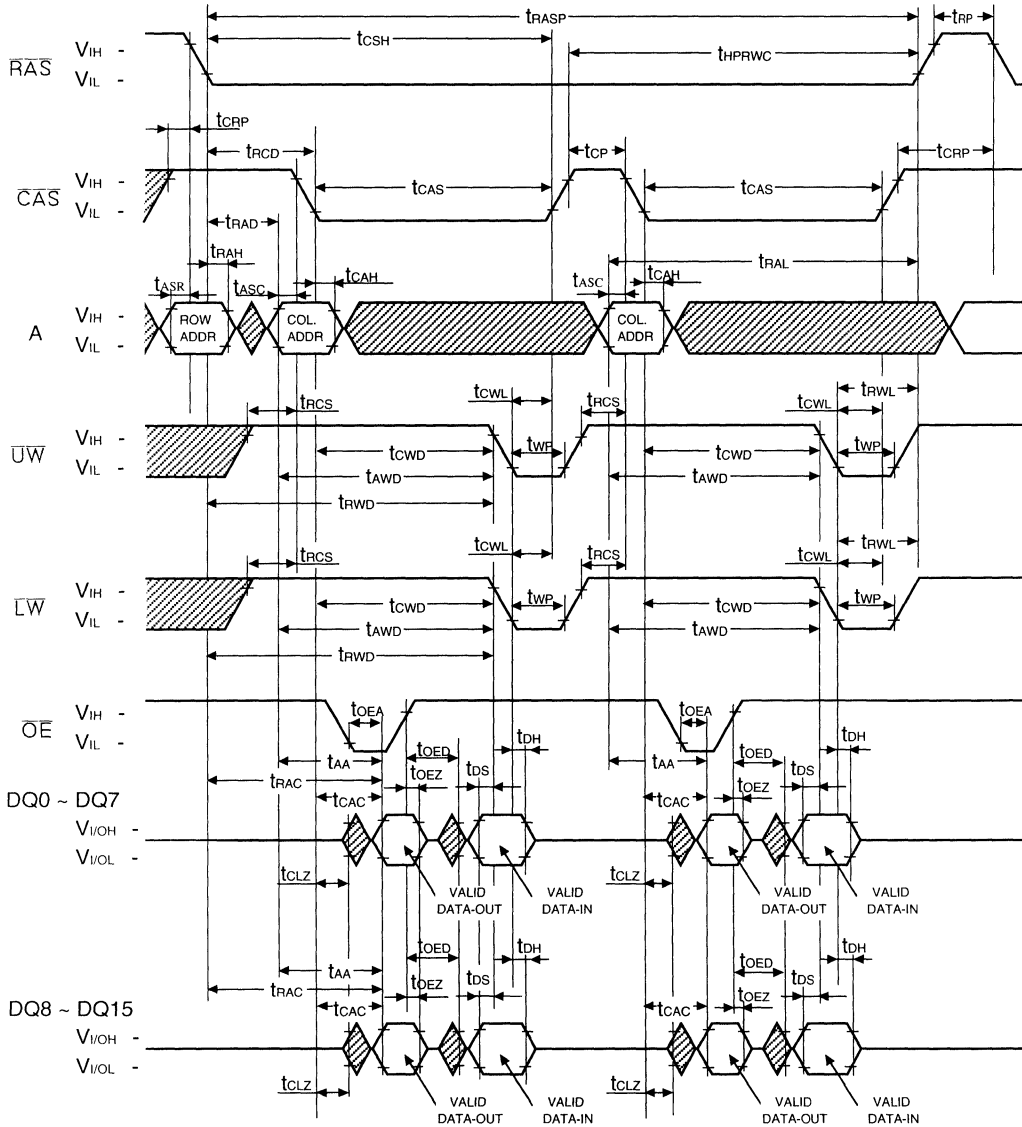 tRASP tRP
tCSH
RAS VIH - tHPRWC
VIL -
tCRP
tRCD tCP tCRP
CAS VIH - tCAS tCAS
VIL -
tRAD
tRAH tRAL
tASR tASC tCAH tASC tCAH
A VIH - ROW ADDR COL. ADDR COL. ADDR
VIL -
tCWL tRWL
tRCS tRCS tCWL
UW VIH - tCWD tWP tCWD tWP
VIL - tAWD tAWD
tRWD
tCWL tRWL
tRCS tRCS tCWL
LW VIH - tCWD tWP tCWD tWP
VIL - tAWD tAWD
tRWD
OE VIH - tOEA tOEA
VIL - tDH tDH
tAA tOED tAA tOED
tRAC tOEZ tDS tOEZ tDS
DQ0 ~ DQ7 tCAC tCAC
VI/OH -
VI/OL -
tCLZ VALID DATA-OUT VALID DATA-IN tCLZ VALID DATA-OUT VALID DATA-IN
tOED tDH tOED tDH
tAA tDS tDS
tRAC tOEZ tOEZ
DQ8 ~ DQ15 tCAC tCAC
VI/OH -
VI/OL -
tCLZ VALID DATA-OUT VALID DATA-IN tCLZ VALID DATA-OUT VALID DATA-IN